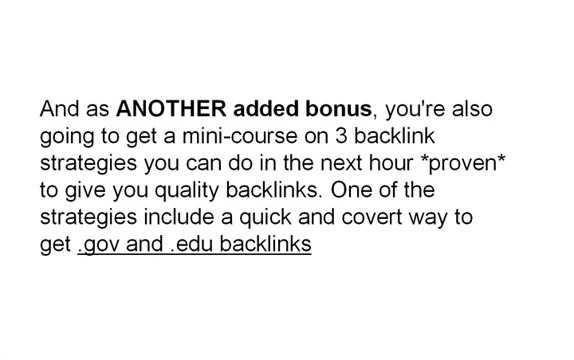 And as ANOTHER added bonus, you're also
going to get a mini-course on 3 backlink
strategies you can do in the next hour *proven*
to give you quality backlinks. One of the
strategies include a quick and covert way to
get .gov and .edu backlinks